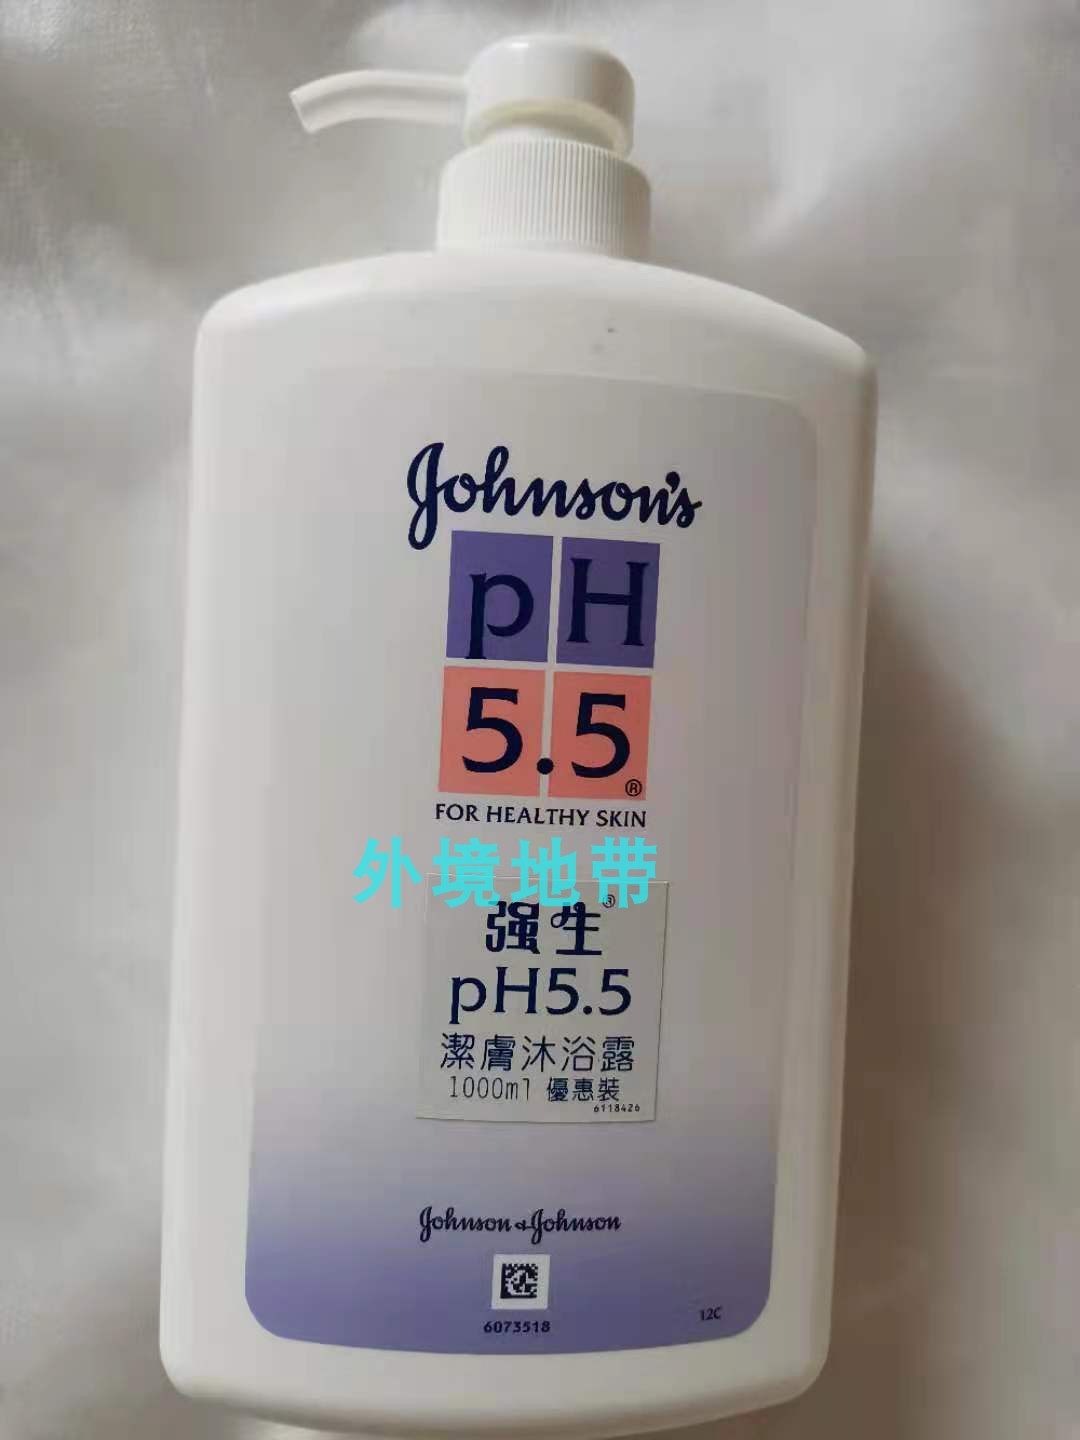 Johnson's
pH
5.5®
FOR HEALTHY SKIN
外境地带
强生®
pH5.5
潔膚沐浴露
1000ml 優惠裝
6118426
Johnson & Johnson
6073518
12C